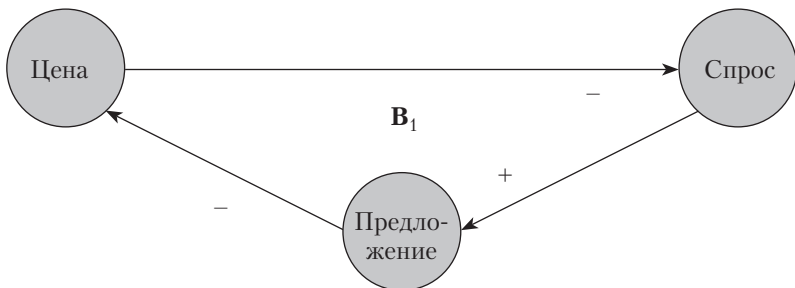 Цена
Спрос
–
B1
+
–
Предло-
жение